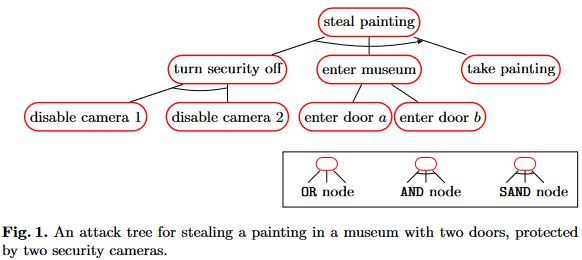 steal painting
turn security off
enter museum
take painting
disable camera 1
disable camera 2
enter door a
enter door b
OR node
AND node
SAND node
Fig. 1. An attack tree for stealing a painting in a museum with two doors, protected
by two security cameras.